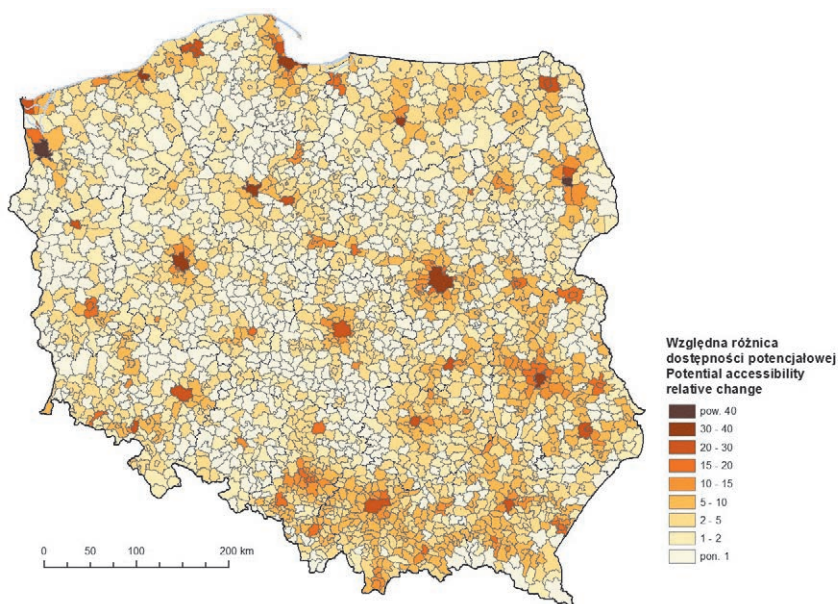 Względna różnica
dostępności potencjałowej
Potential accessibility
relative change
pow. 40
30 - 40
20 - 30
15 - 20
10 - 15
5 - 10
2 - 5
1 - 2
pon. 1
0 50 100 200 km